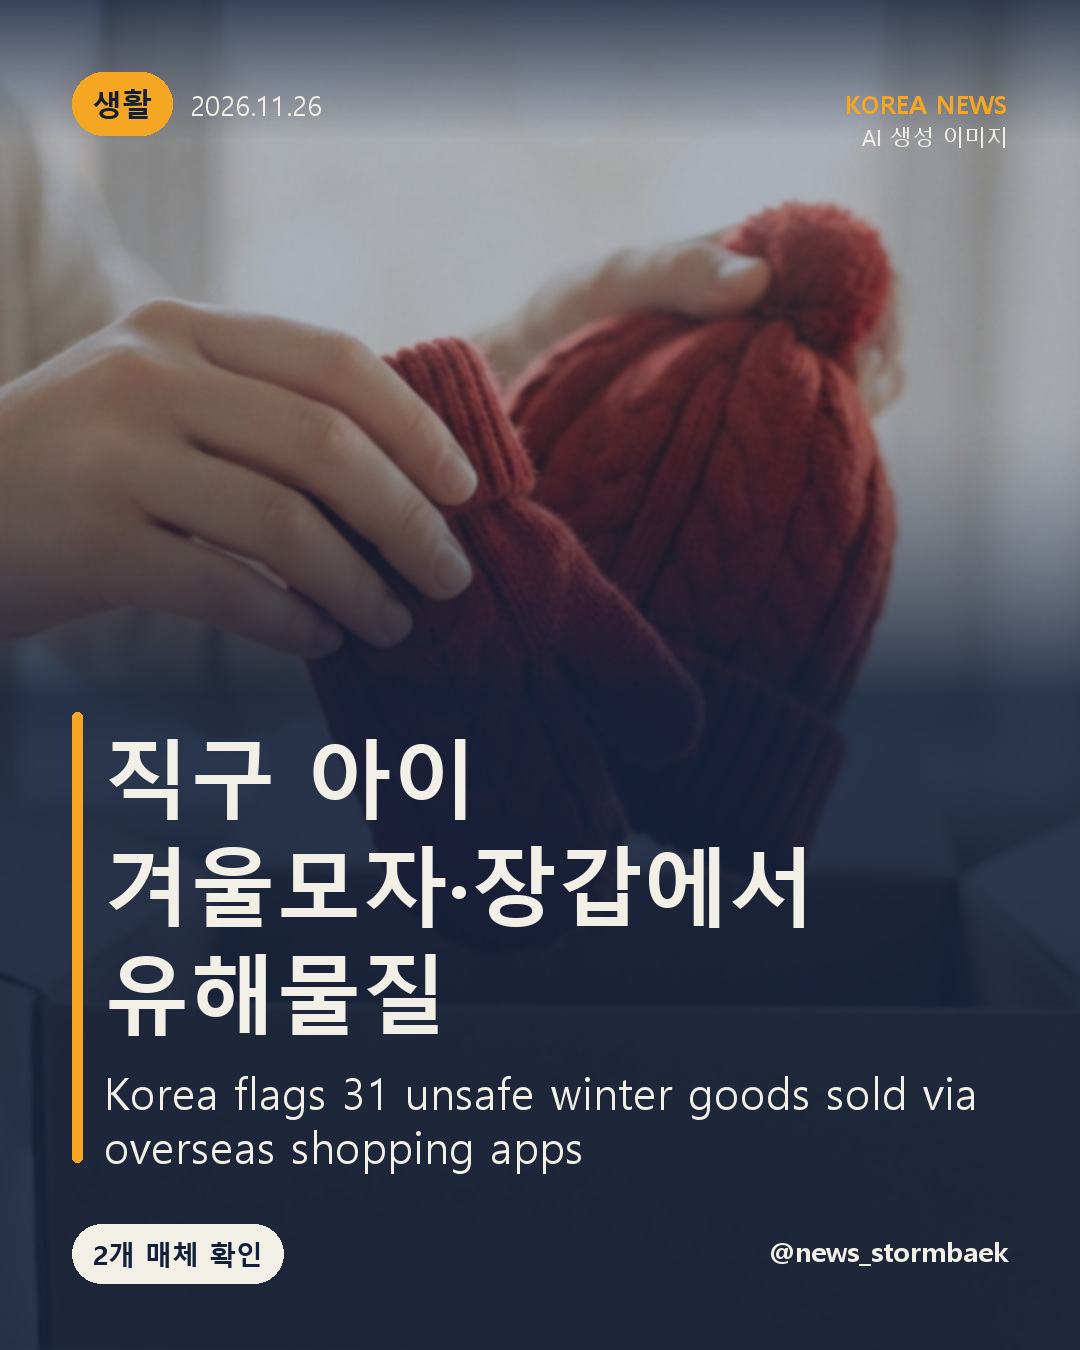 생활
2026.11.26
KOREA NEWS
AI 생성 이미지
직구 아이
겨울모자·장갑에서
유해물질
Korea flags 31 unsafe winter goods sold via
overseas shopping apps
2개 매체 확인
@news_stormbaek